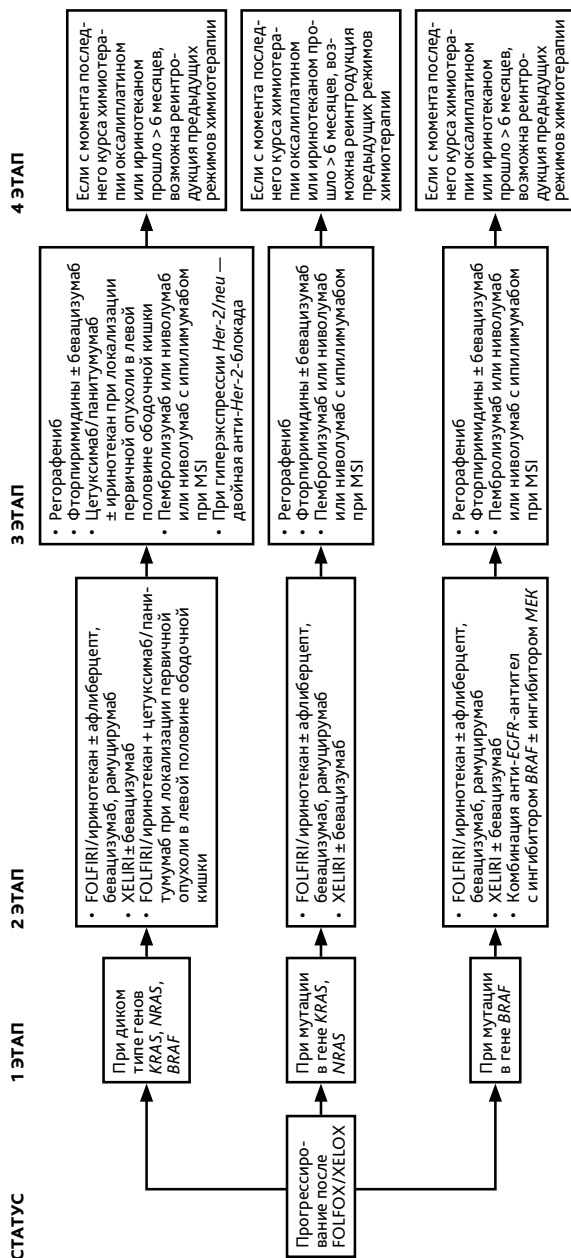 СТАТУС
1 ЭТАП
2 ЭТАП
3 ЭТАП
4 ЭТАП
Прогрессиро-
вание после
FOLFOX/XELOX
При диком
типе генов
KRAS, NRAS,
BRAF
• FOLFIRI/иринотекан ± афлиберцепт,
бевацизумаб, рамуцирумаб
• XELIRI ± бевацизумаб
• FOLFIRI/иринотекан + цетуксимаб/пани-
тумумаб при локализации первичной
опухоли в левой половине ободочной
кишки
• Регорафениб
• Фторпиримидины ± бевацизумаб
• Цетуксимаб/панитумумаб
± иринотекан при локализации
первичной опухоли в левой
половине ободочной кишки
• Пембролизумаб или ниволумаб
или ниволумаб с ипилимумабом
при MSI
• При гиперэкспрессии Her-2/neu —
двойная анти-Her-2-блокада
Если с момента послед-
него курса химиотера-
пии оксалиплатином
или иринотеканом
прошло > 6 месяцев,
возможна реинтро-
дукция предыдущих
режимов химиотерапии
При мутации
в гене KRAS,
NRAS
• FOLFIRI/иринотекан ± афлиберцепт,
бевацизумаб, рамуцирумаб
• XELIRI ± бевацизумаб
• Регорафениб
• Фторпиримидины ± бевацизумаб
• Пембролизумаб или ниволумаб
или ниволумаб с ипилимумабом
при MSI
Если с момента послед-
него курса химиотера-
пии оксалиплатином
или иринотеканом про-
шло > 6 месяцев, воз-
можна реинтродукция
предыдущих режимов
химиотерапии
При мутации
в гене BRAF
• FOLFIRI/иринотекан ± афлиберцепт,
бевацизумаб, рамуцирумаб
• XELIRI ± бевацизумаб
• Комбинация анти-EGFR-антител
с ингибитором BRAF ± ингибитором MEK
• Регорафениб
• Фторпиримидины ± бевацизумаб
• Пембролизумаб или ниволумаб
или ниволумаб с ипилимумабом
при MSI
Если с момента послед-
него курса химиотера-
пии оксалиплатином
или иринотеканом
прошло > 6 месяцев,
возможна реинтро-
дукция предыдущих
режимов химиотерапии